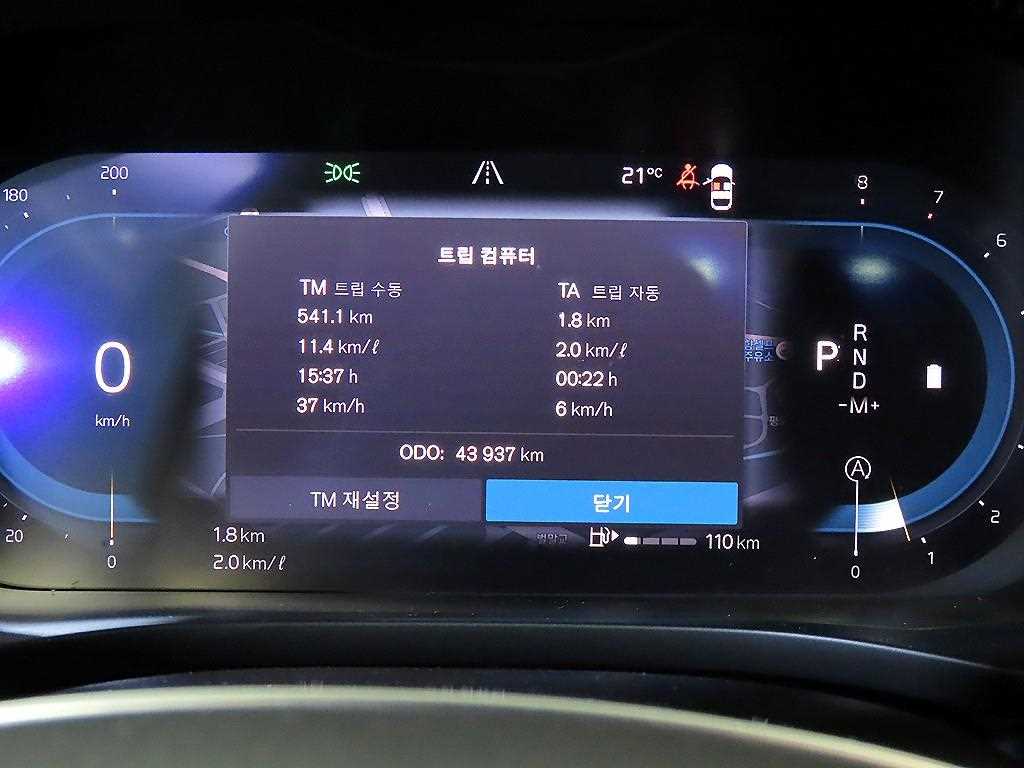 180
200
21°C
8
7
6
트립 컴퓨터
TM 트립 수동
541.1 km
11.4 km/ℓ
15:37 h
37 km/h
TA 트립 자동
1.8 km
2.0 km/ℓ
00:22 h
6 km/h
ODO: 43 937 km
TM 재설정
닫기
0
km/h
P
R
N
D
-M+
A
20
0
1.8 km
2.0 km/ℓ
110 km
2
1
0